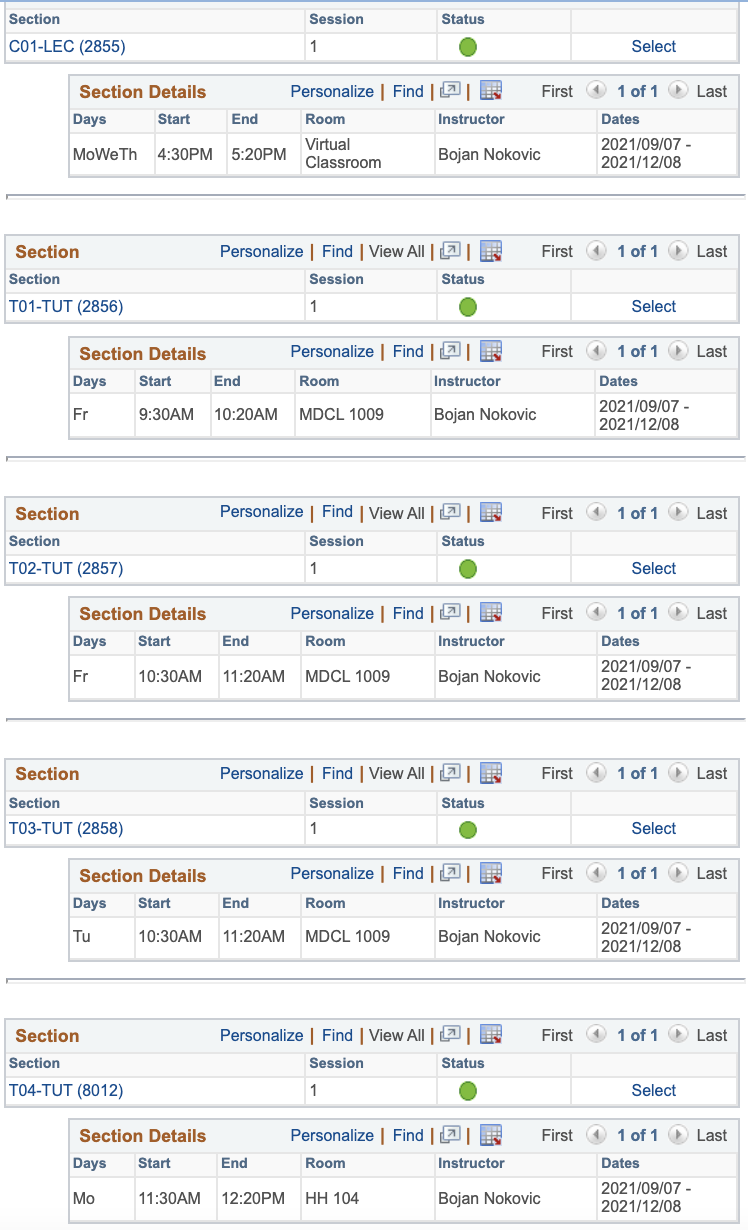 Section Session Status
C01-LEC (2855) 1 Select
Section Details Personalize | Find | | First 1 of 1 Last
Days Start End Room Instructor Dates
MoWeTh 4:30PM 5:20PM Virtual Classroom Bojan Nokovic 2021/09/07 - 2021/12/08
Section Personalize | Find | View All | | First 1 of 1 Last
Section Session Status
T01-TUT (2856) 1 Select
Section Details Personalize | Find | | First 1 of 1 Last
Days Start End Room Instructor Dates
Fr 9:30AM 10:20AM MDCL 1009 Bojan Nokovic 2021/09/07 - 2021/12/08
Section Personalize | Find | View All | | First 1 of 1 Last
Section Session Status
T02-TUT (2857) 1 Select
Section Details Personalize | Find | | First 1 of 1 Last
Days Start End Room Instructor Dates
Fr 10:30AM 11:20AM MDCL 1009 Bojan Nokovic 2021/09/07 - 2021/12/08
Section Personalize | Find | View All | | First 1 of 1 Last
Section Session Status
T03-TUT (2858) 1 Select
Section Details Personalize | Find | | First 1 of 1 Last
Days Start End Room Instructor Dates
Tu 10:30AM 11:20AM MDCL 1009 Bojan Nokovic 2021/09/07 - 2021/12/08
Section Personalize | Find | View All | | First 1 of 1 Last
Section Session Status
T04-TUT (8012) 1 Select
Section Details Personalize | Find | | First 1 of 1 Last
Days Start End Room Instructor Dates
Mo 11:30AM 12:20PM HH 104 Bojan Nokovic 2021/09/07 - 2021/12/08